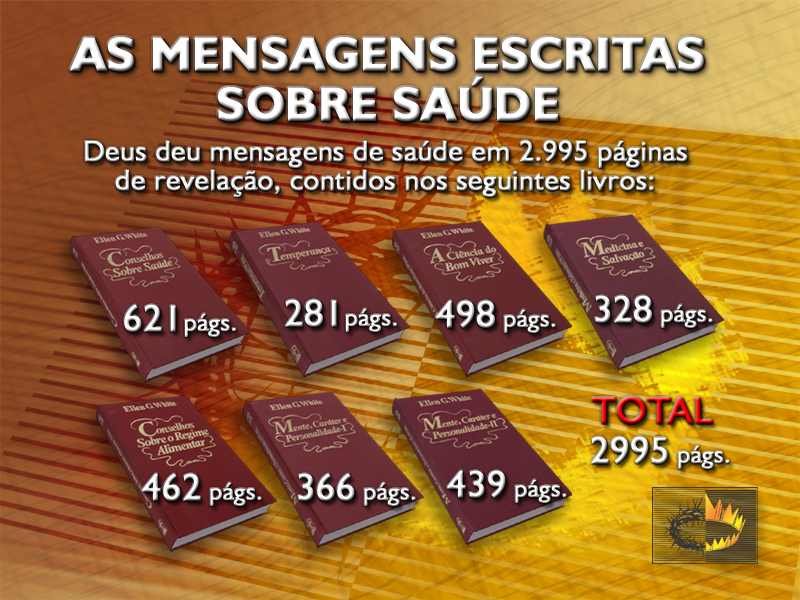 AS MENSAGENS ESCRITAS
SOBRE SAÚDE
Deus deu mensagens de saúde em 2.995 páginas
de revelação, contidos nos seguintes livros:
Ellen G. White
Conselhos
Sobre Saúde
621 págs.
Temperança
281 págs.
Ellen G. White
A Ciência do
Bom Viver
498 págs.
Medicina e
Salvação
328 págs.
Ellen G. White
Conselhos
Sobre o Regime
Alimentar
462 págs.
Ellen G. White
Mente, Caráter e
Personalidade-I
366 págs.
Ellen G. White
Mente, Caráter e
Personalidade-II
439 págs.
TOTAL
2995 págs.